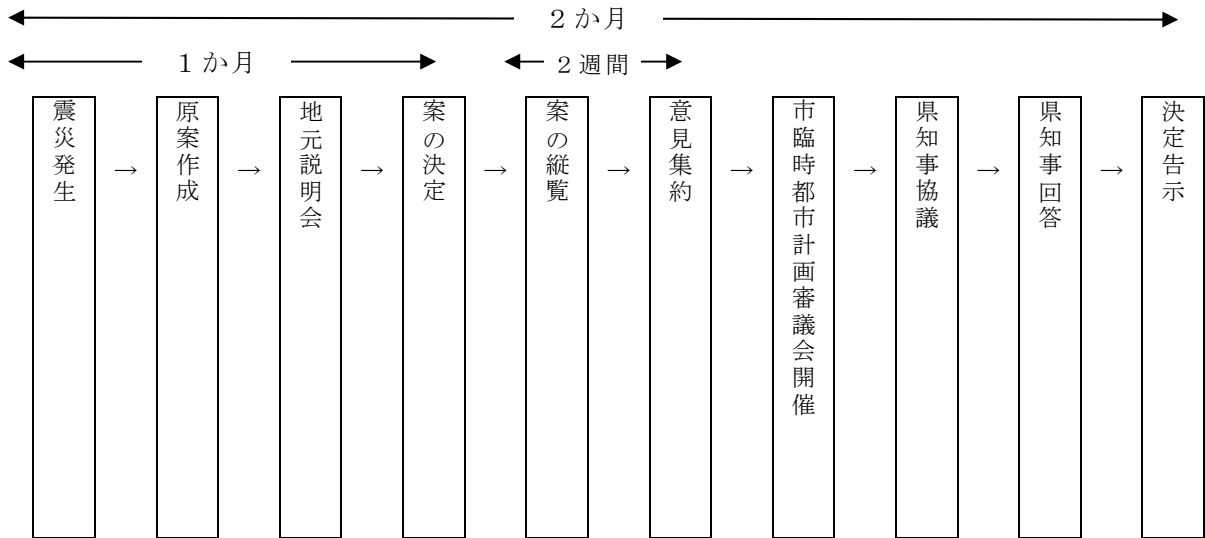 ２か月
１か月
２週間
震災発生
→
原案作成
→
地元説明会
→
案の決定
→
案の縦覧
→
意見集約
→
市臨時都市計画審議会開催
→
県知事協議
→
県知事回答
→
決定告示